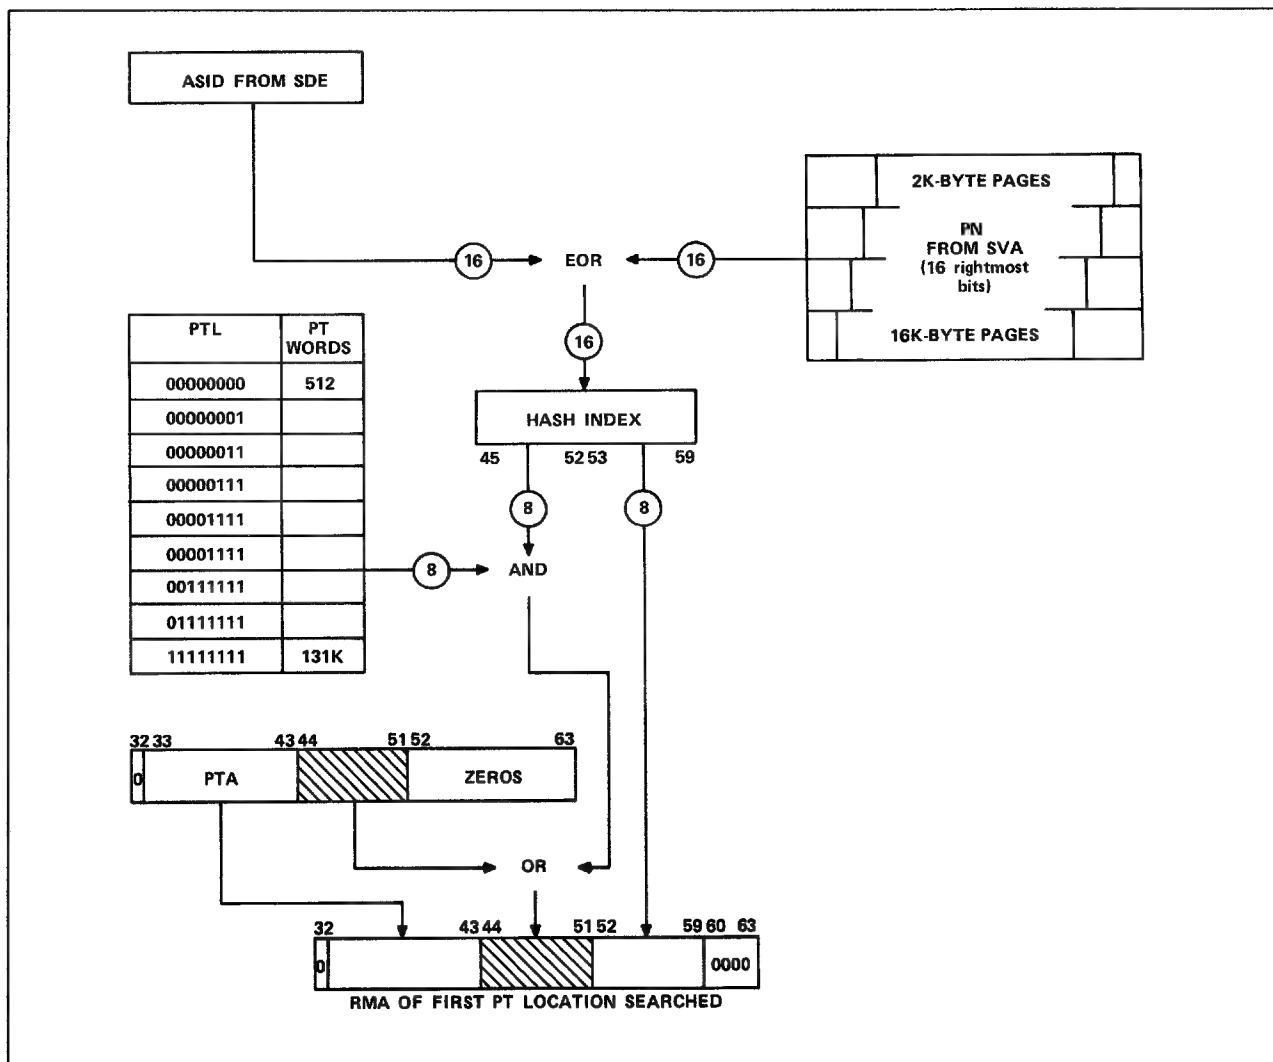 ASID FROM SDE
2K-BYTE PAGES
PN
FROM SVA
(16 rightmost
bits)
16K-BYTE PAGES
16
EOR
16
16
HASH INDEX
45 52 53 59
8
8
AND
8
PTL PT WORDS
00000000 512
00000001
00000011
00000111
00001111
00001111
00111111
01111111
11111111 131K
32 33 43 44 51 52 63
0 PTA ZEROS
OR
32 43 44 51 52 59 60 63
0 0000
RMA OF FIRST PT LOCATION SEARCHED